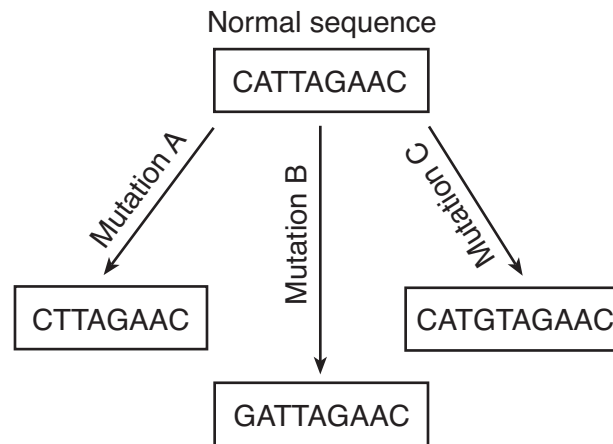 Normal sequence
CATTAGAAC
Mutation A
Mutation B
Mutation C
CTTAGAAC
CATGTAGAAC
GATTAGAAC